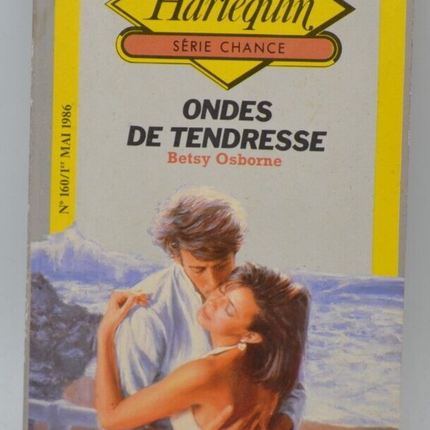 Harlequin
SÉRIE CHANCE
ONDES
DE TENDRESSE
Betsy Osborne
N° 160/1er MAI 1986